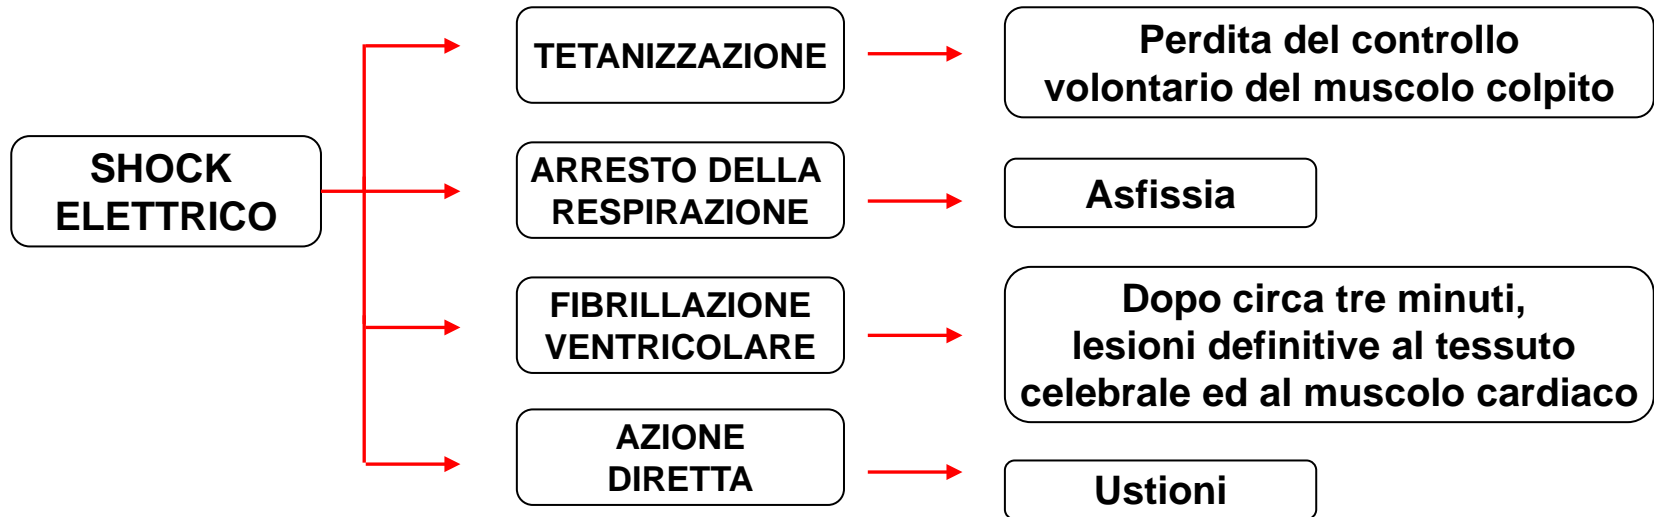 SHOCK
ELETTRICO
TETANIZZAZIONE
Perdita del controllo
volontario del muscolo colpito
ARRESTO DELLA
RESPIRAZIONE
Asfissia
FIBRILLAZIONE
VENTRICOLARE
Dopo circa tre minuti,
lesioni definitive al tessuto
celebrale ed al muscolo cardiaco
AZIONE
DIRETTA
Ustioni